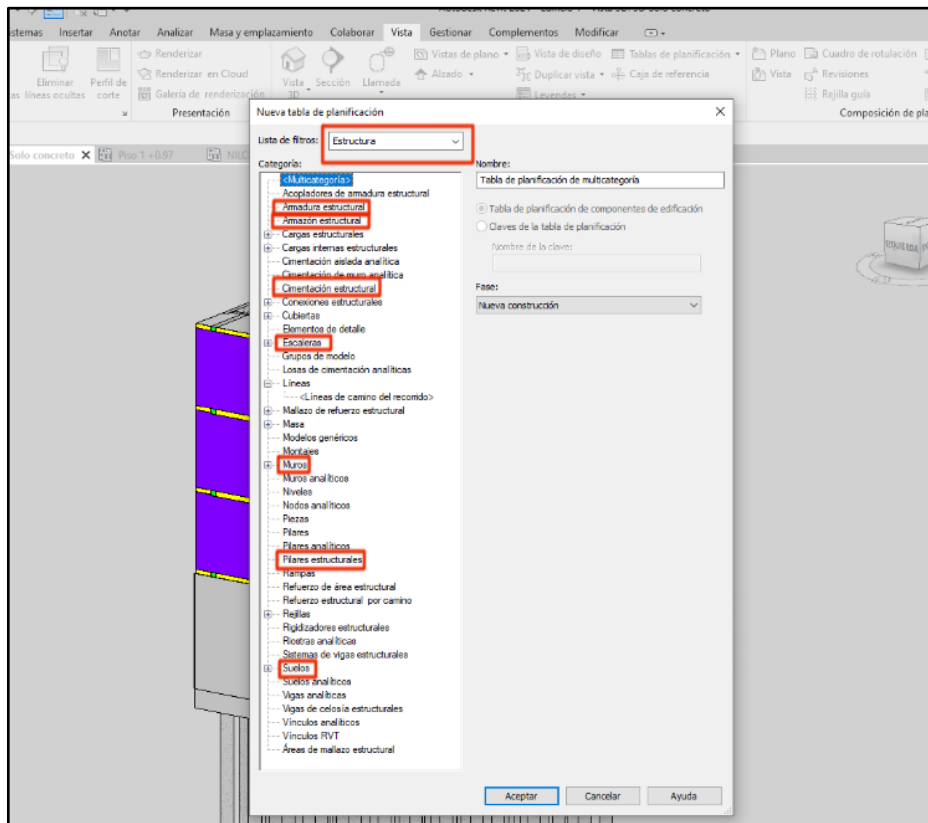 Insertar Anotar Analizar Masa y emplazamiento Colaborar Vista Gestionar Complementos Modificar
Renderizar
Renderizar en Cloud
Galería de renderización
Eliminar
líneas ocultas
Perfil de
corte
Vista
3D
Sección
Llamada
Vistas de plano
Alzado
Vista de diseño
Duplicar vista
Leyendas
Tablas de planificación
Caja de referencia
Plano
Vista
Cuadro de rotulación
Revisiones
Rejilla guía
Presentación
Composición de
Solo concreto
Piso 1 +0.97
Nueva tabla de planificación
Lista de filtros: Estructura
Categoría:
<Multicategoría>
Acopladores de armadura estructural
Armadura estructural
Armazón estructural
Cargas estructurales
Cargas internas estructurales
Cimentación aislada analítica
Cimentación de muro analítica
Cimentación estructural
Conexiones estructurales
Cubiertas
Elementos de detalle
Escaleras
Grupos de modelo
Losas de cimentación analíticas
Líneas
<Líneas de camino del recorrido>
Mallazo de refuerzo estructural
Masa
Modelos genéricos
Montajes
Muros
Muros analíticos
Niveles
Nodos analíticos
Piezas
Pilares
Pilares analíticos
Pilares estructurales
Rampas
Refuerzo de área estructural
Refuerzo estructural por camino
Rejillas
Rigidizadores estructurales
Riostras analíticas
Sistemas de vigas estructurales
Suelos
Suelos analíticos
Vigas analíticas
Vigas de celosía estructurales
Vínculos analíticos
Vínculos RVT
Áreas de mallazo estructural
Nombre:
Tabla de planificación de multicategoría
Tabla de planificación de componentes de edificación
Claves de la tabla de planificación
Nombre de la clave:
Fase:
Nueva construcción
IZQUIERDA
Aceptar Cancelar Ayuda